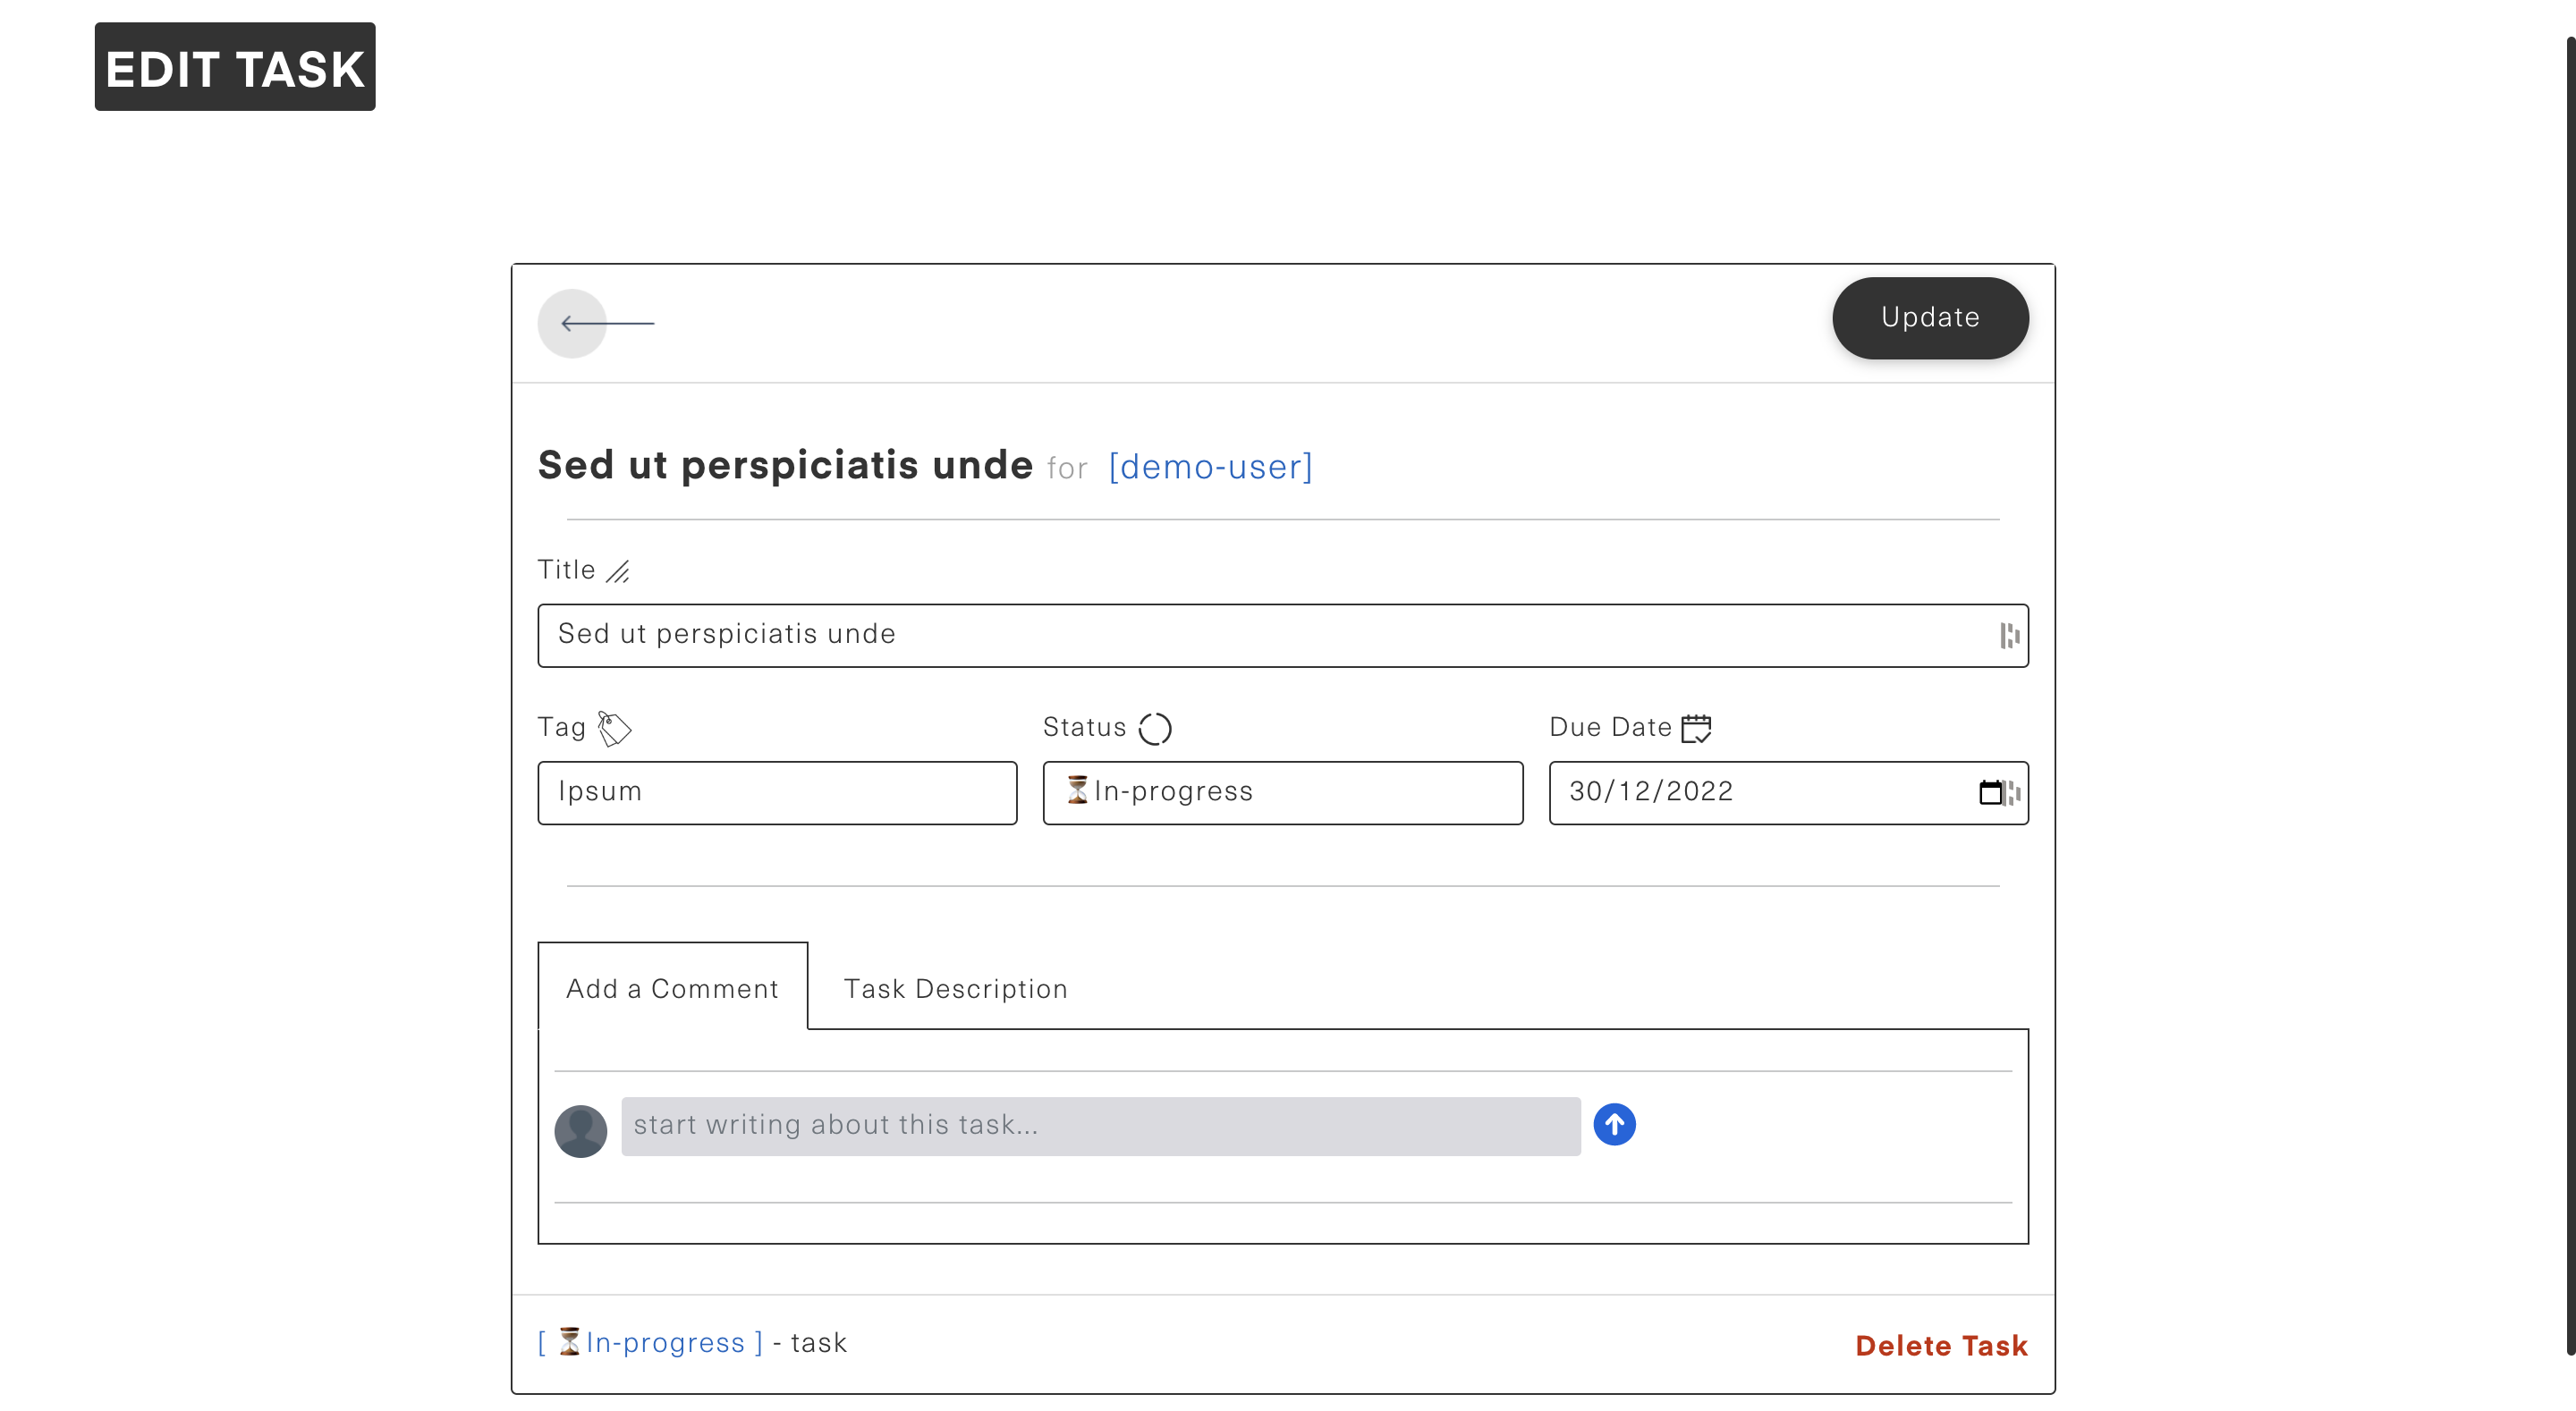 EDIT TASK
Update
Sed ut perspiciatis unde for [demo-user]
Title
Sed ut perspiciatis unde
Tag Status Due Date
Ipsum ⏳In-progress 30/12/2022
Add a Comment Task Description
start writing about this task...
[ ⏳In-progress ] - task Delete Task